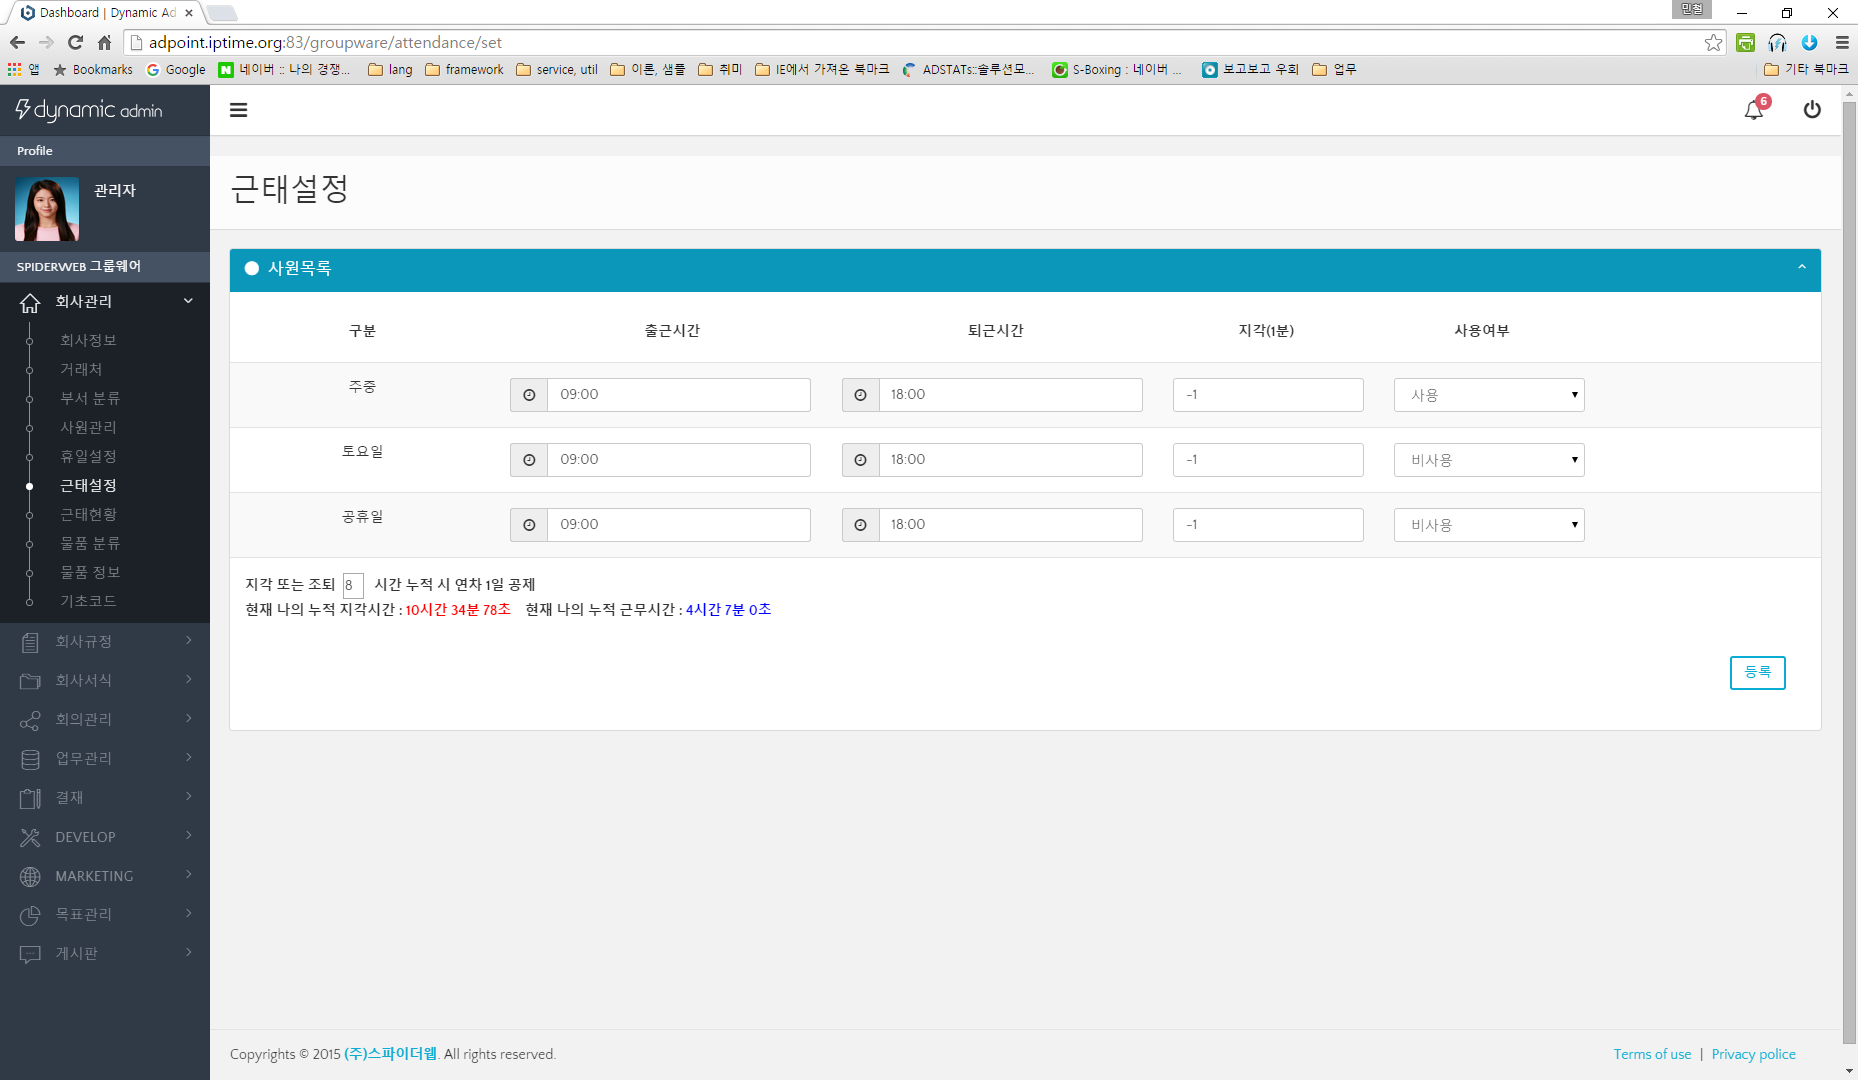 Dashboard | Dynamic Ad
민철
adpoint.iptime.org:83/groupware/attendance/set
앱 Bookmarks Google 네이버 :: 나의 경쟁... lang framework service, util 이론, 샘플 취미 IE에서 가져온 북마크 ADSTATs::솔루션모... S-Boxing : 네이버 ... 보고보고 우회 업무 기타 북마크
dynamic admin
6
Profile
관리자
SPIDERWEB 그룹웨어
회사관리
회사정보
거래처
부서 분류
사원관리
휴일설정
근태설정
근태현황
물품 분류
물품 정보
기초코드
회사규정
회사서식
회의관리
업무관리
결재
DEVELOP
MARKETING
목표관리
게시판
근태설정
사원목록
구분 출근시간 퇴근시간 지각(1분) 사용여부
주중 09:00 18:00 -1 사용
토요일 09:00 18:00 -1 비사용
공휴일 09:00 18:00 -1 비사용
지각 또는 조퇴 8 시간 누적 시 연차 1일 공제
현재 나의 누적 지각시간 : 10시간 34분 78초 현재 나의 누적 근무시간 : 4시간 7분 0초
등록
Copyrights © 2015 (주)스파이더웹. All rights reserved.
Terms of use | Privacy police